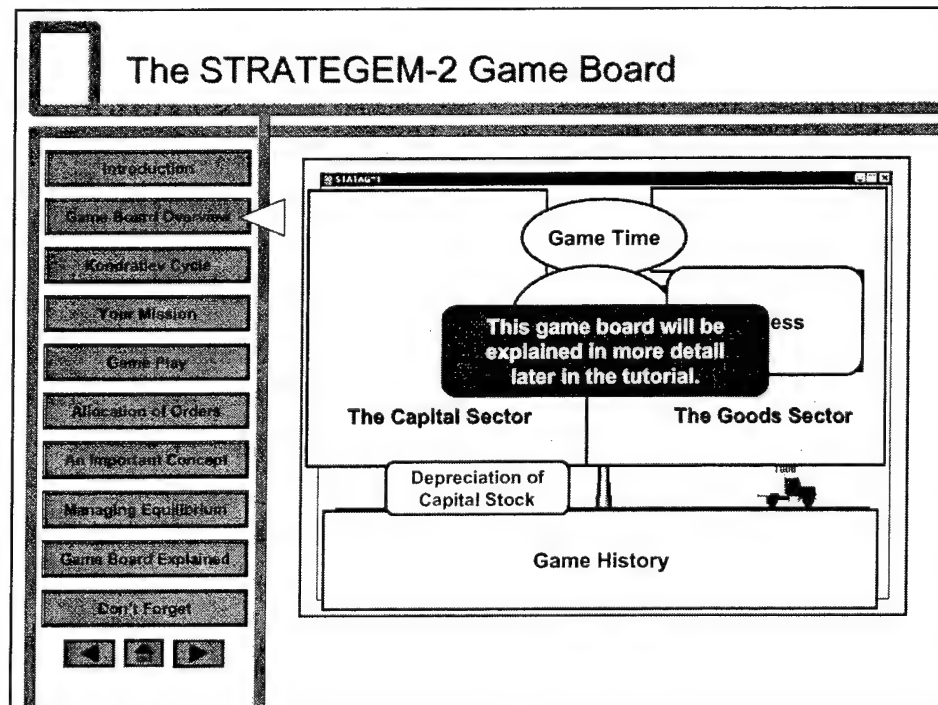 The STRATEGEM-2 Game Board
Introduction
Game Board Overview
Kondratiev Cycle
Your Mission
Game Play
Allocation of Orders
An Important Concept
Managing Equilibrium
Game Board Explained
Don't Forget
Game Time
ess
This game board will be
explained in more detail
later in the tutorial.
The Capital Sector
The Goods Sector
Depreciation of
Capital Stock
Game History